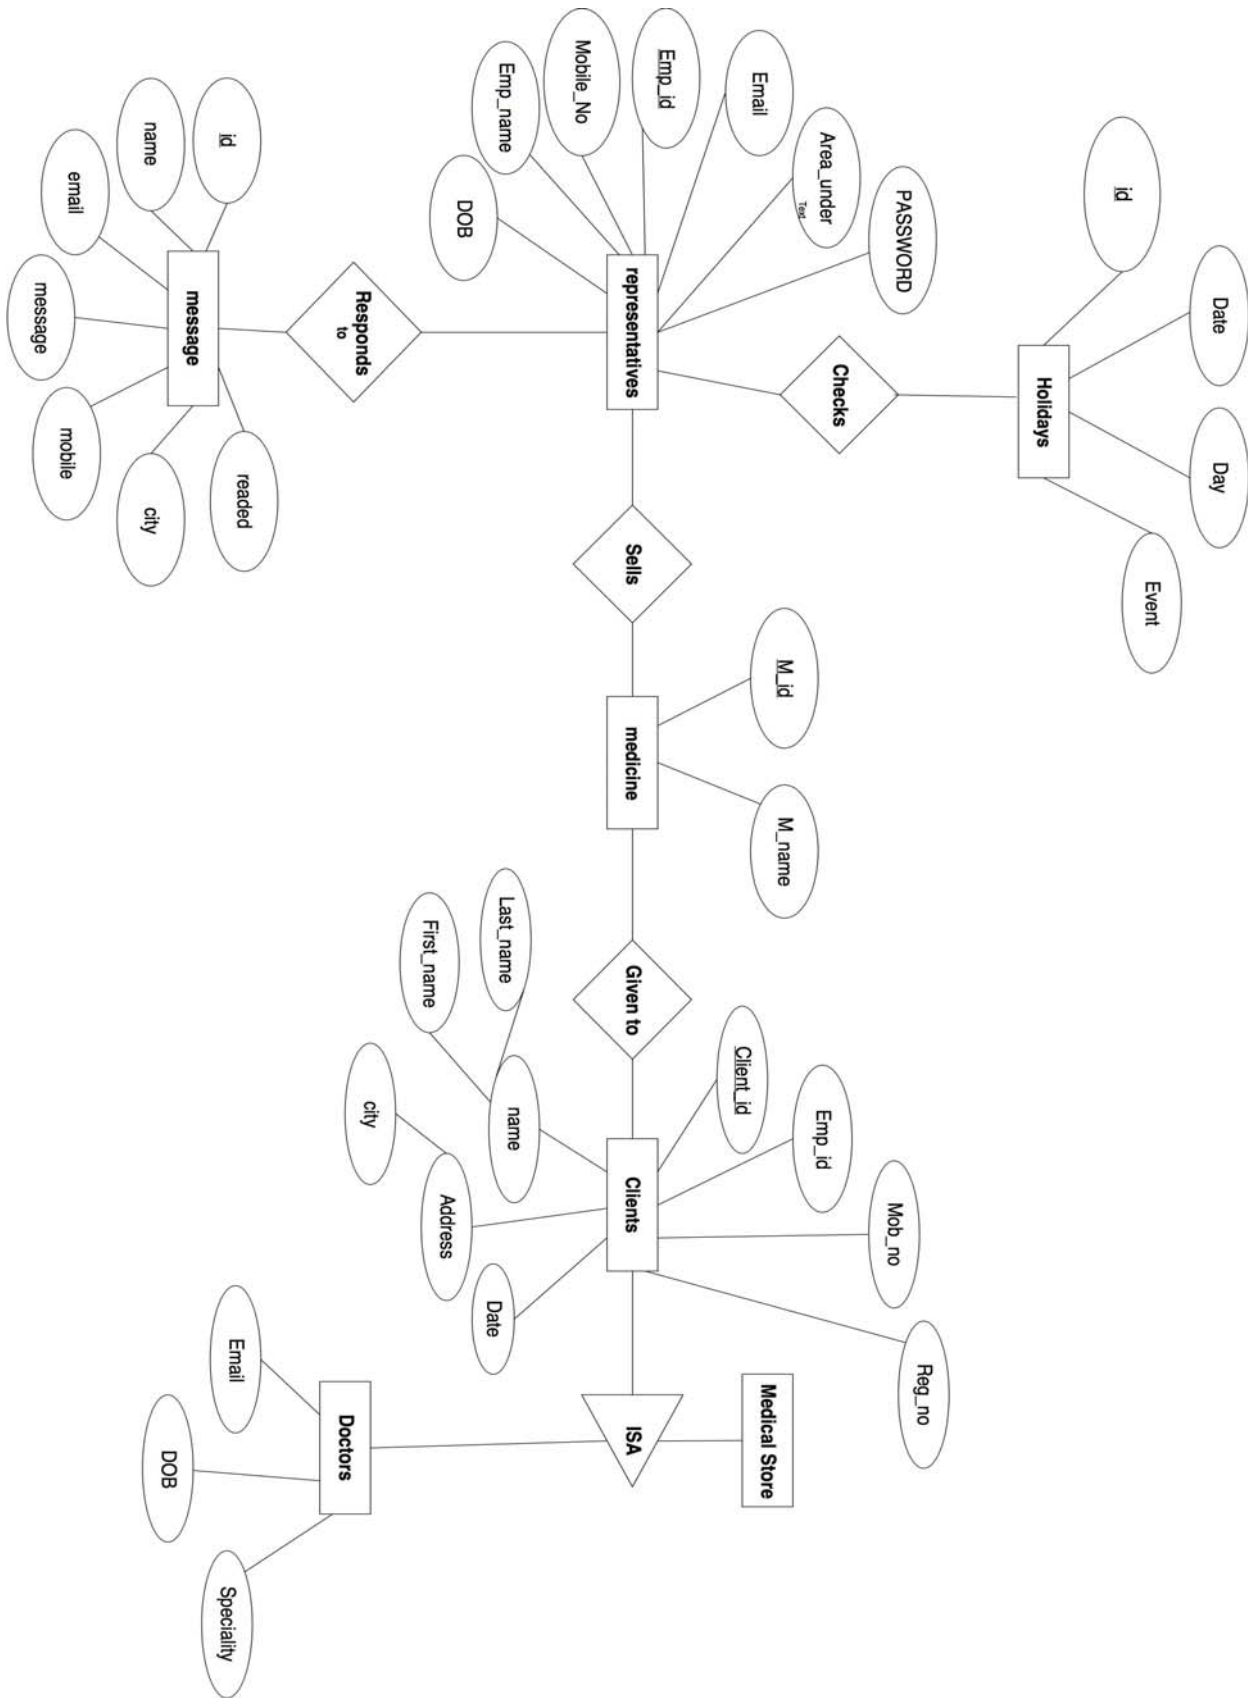 id
Date
Day
Event
Holidays
PASSWORD
Area_under
Text
Email
Emp_id
Mobile_No
Emp_name
DOB
Checks
representatives
Responds
to
id
name
email
message
mobile
city
readed
message
Sells
M_id
M_name
medicine
Given to
Client_id
Emp_id
Mob_no
Reg_no
Clients
Last_name
First_name
name
city
Address
Date
Medical Store
ISA
Doctors
Email
DOB
Speciality